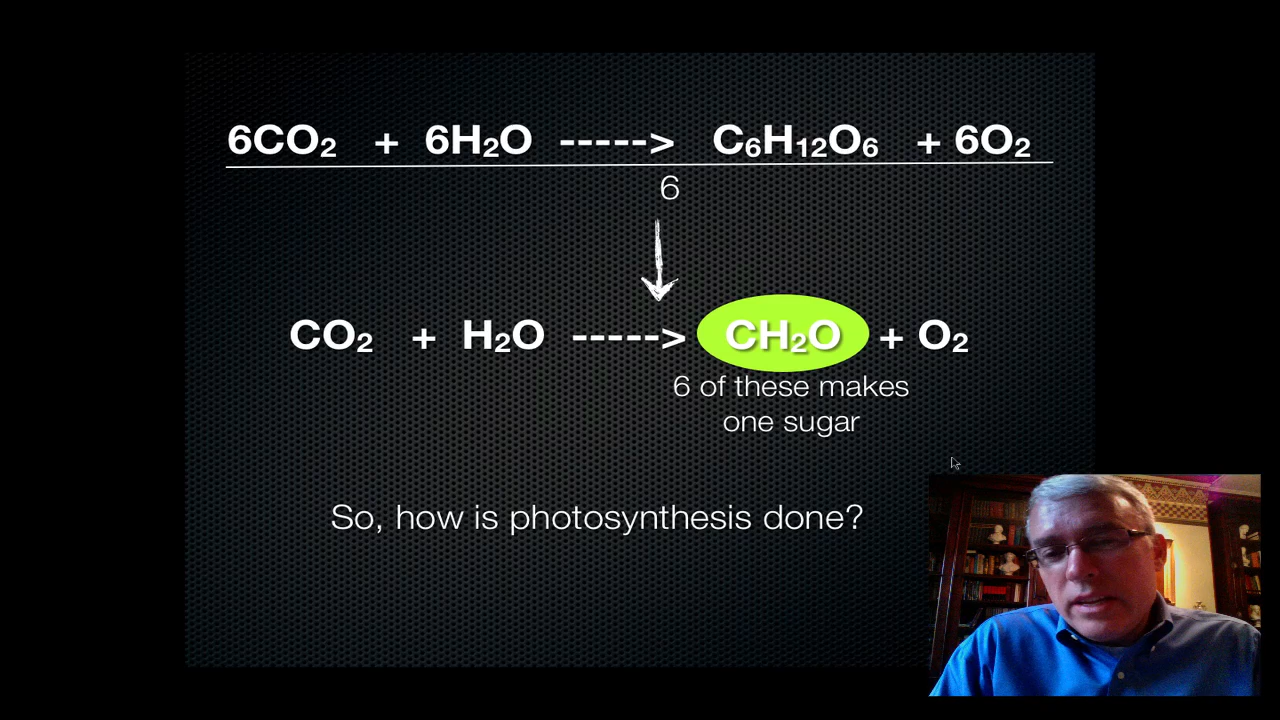 6CO₂ + 6H₂O -----> C₆H₁₂O₆ + 6O₂
6
CO₂ + H₂O -----> CH₂O + O₂
6 of these makes
one sugar
So, how is photosynthesis done?